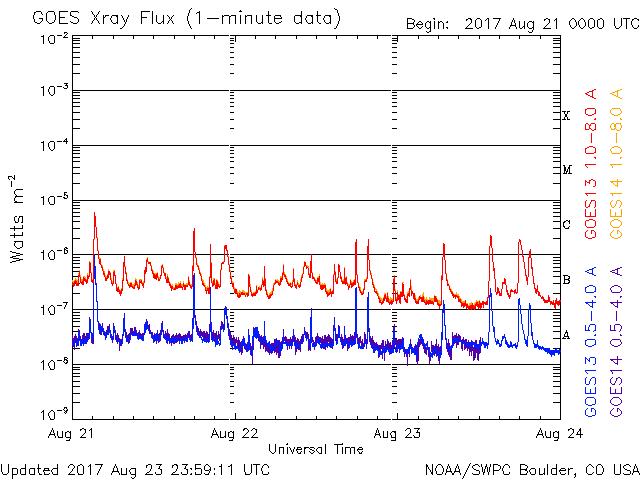 GOES Xray Flux (1-minute data)
Begin: 2017 Aug 21 0000 UTC
10-2
10-3
10-4
10-5
10-6
10-7
10-8
10-9
Watts m-2
X
M
C
B
A
GOES13 1.0-8.0 A
GOES14 1.0-8.0 A
GOES13 0.5-4.0 A
GOES14 0.5-4.0 A
Aug 21
Aug 22
Aug 23
Aug 24
Universal Time
Updated 2017 Aug 23 23:59:11 UTC
NOAA/SWPC Boulder, CO USA